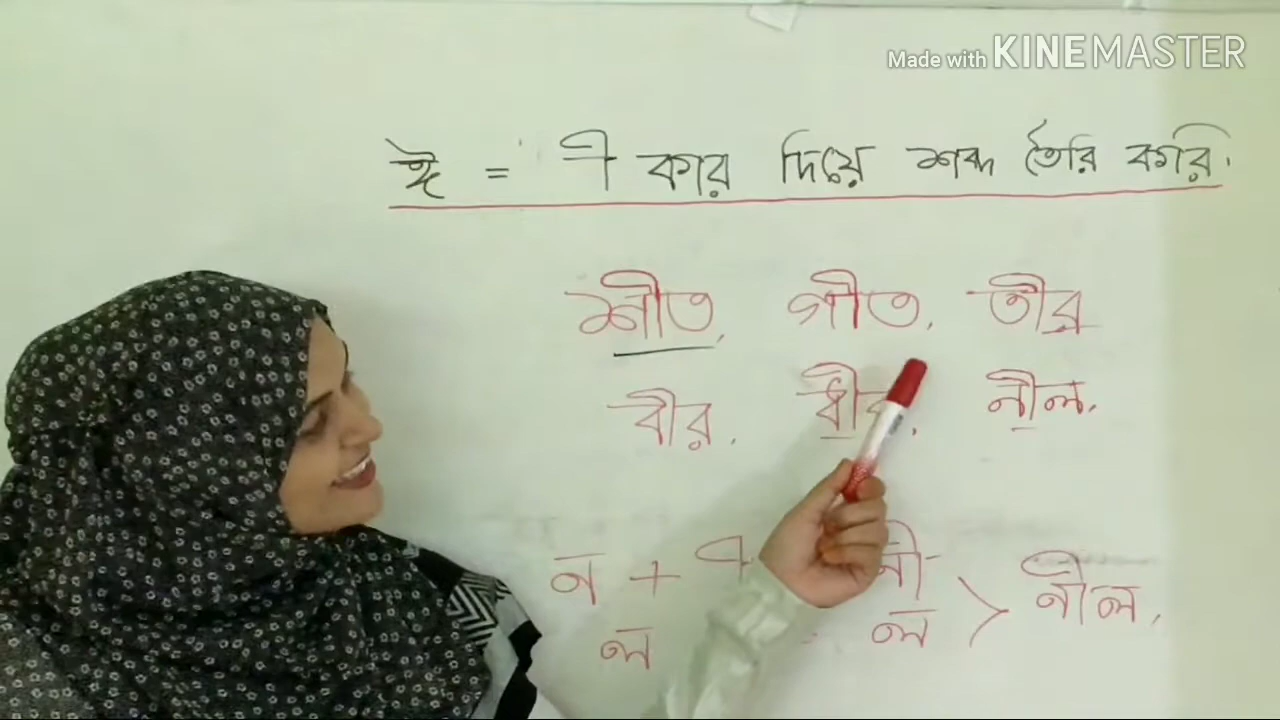 Made with KINEMASTER
ঈ = ী কার দিয়ে শব্দ তৈরি করি.
শীত, গীত, তীর
বীর, নীল.
ন + ী নী > নীল,
ল ল